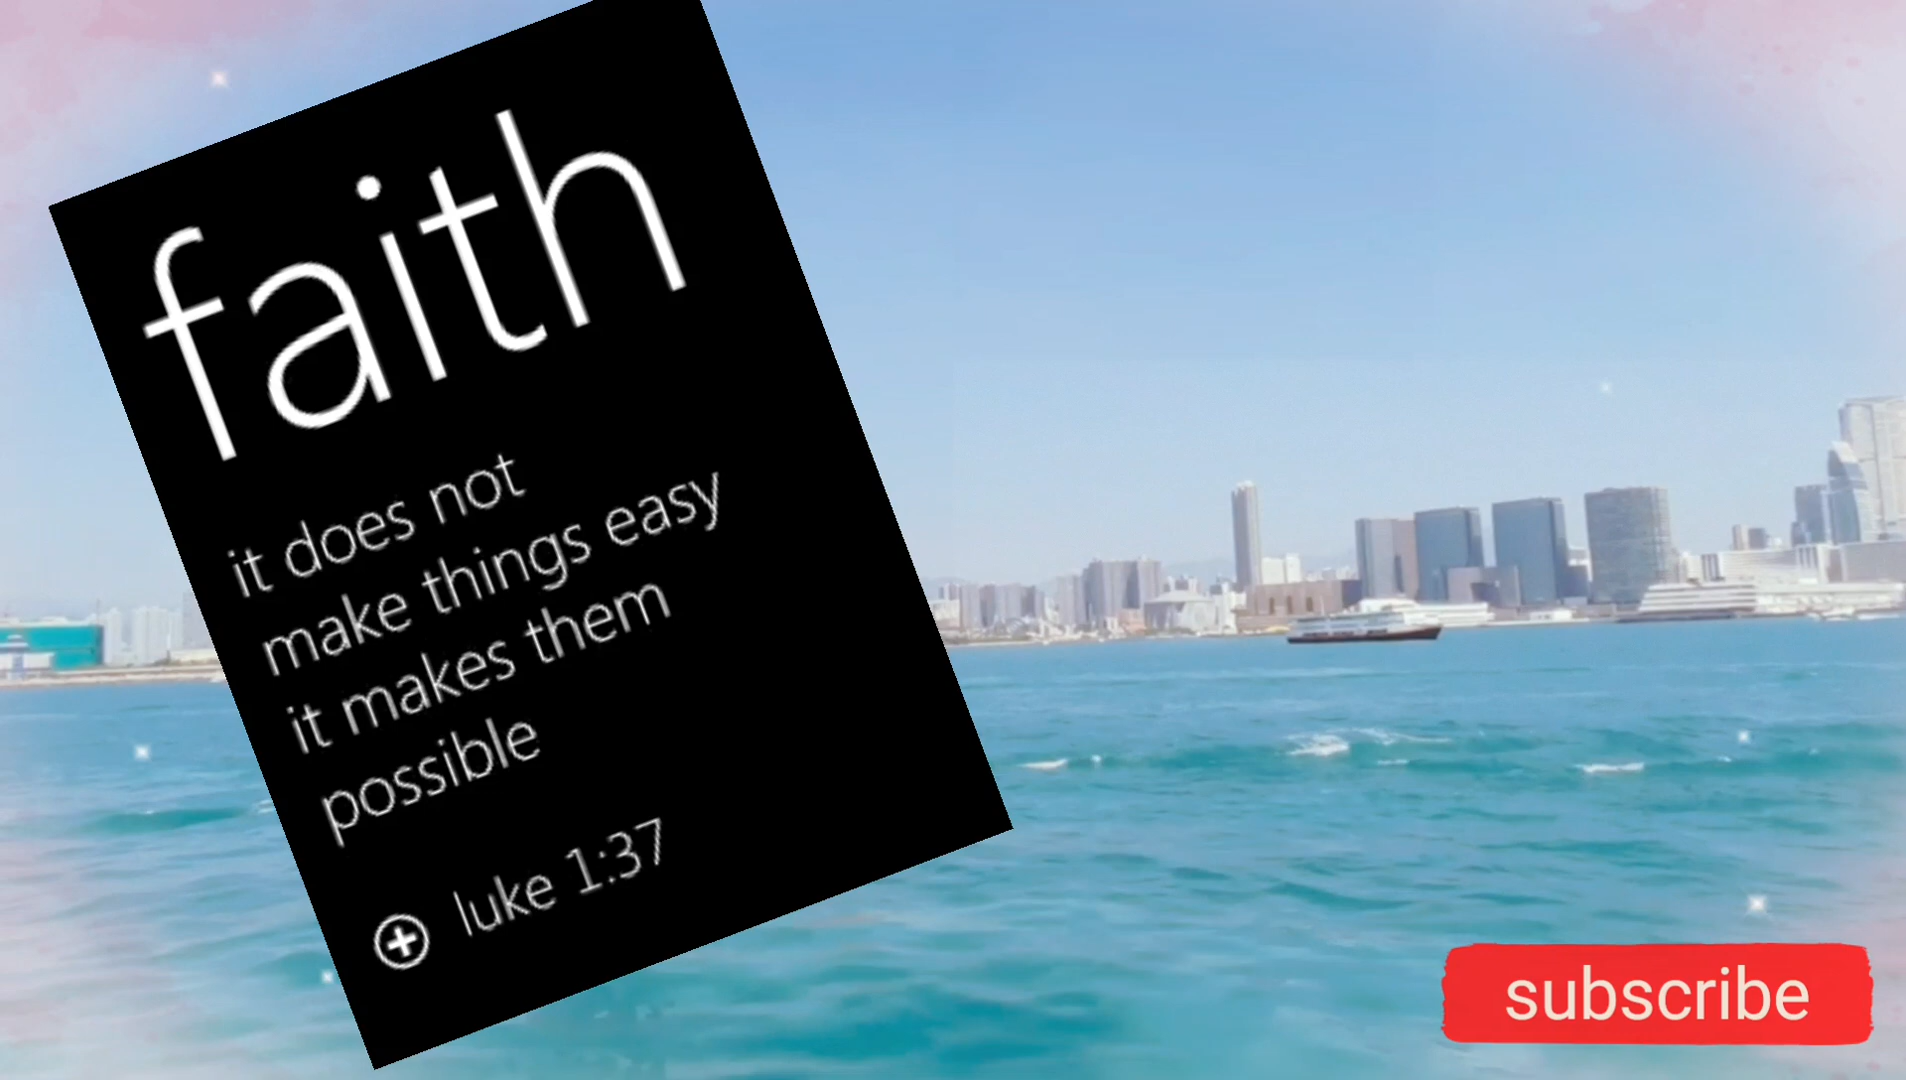 faith
it does not
make things easy
it makes them
possible
luke 1:37
subscribe